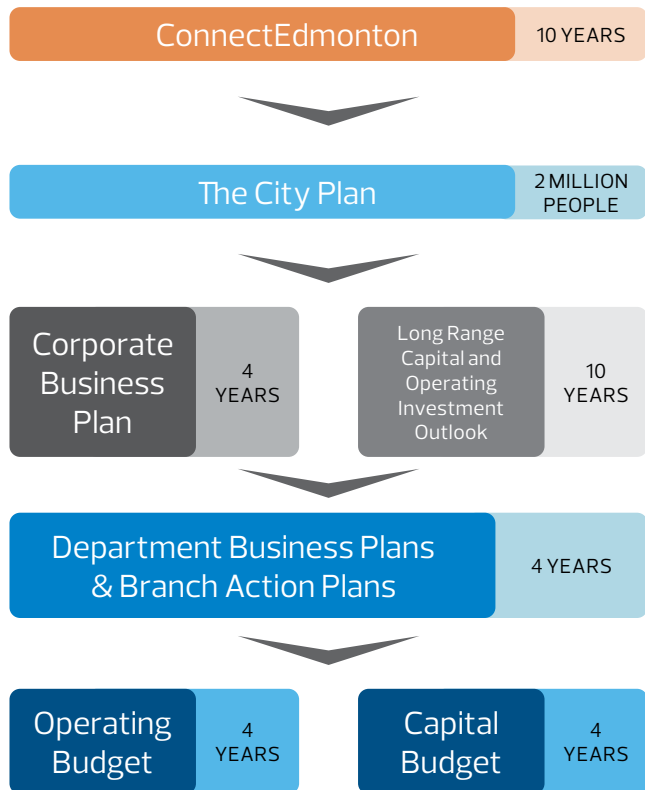 ConnectEdmonton
10 YEARS
The City Plan
2 MILLION
PEOPLE
Corporate
Business
Plan
4
YEARS
Long Range
Capital and
Operating
Investment
Outlook
10
YEARS
Department Business Plans
& Branch Action Plans
4 YEARS
Operating
Budget
4
YEARS
Capital
Budget
4
YEARS